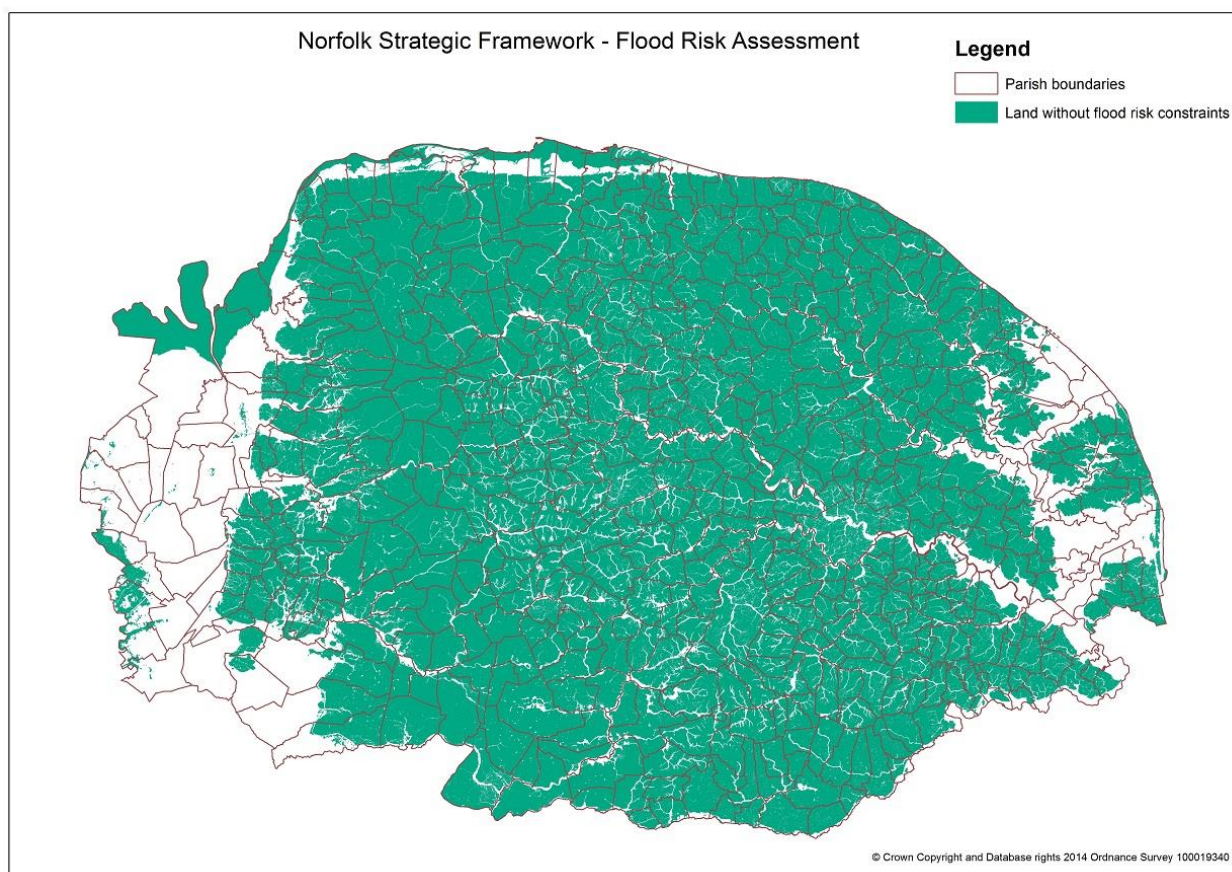 Norfolk Strategic Framework - Flood Risk Assessment
Legend
Parish boundaries
Land without flood risk constraints
© Crown Copyright and Database rights 2014 Ordnance Survey 100019340